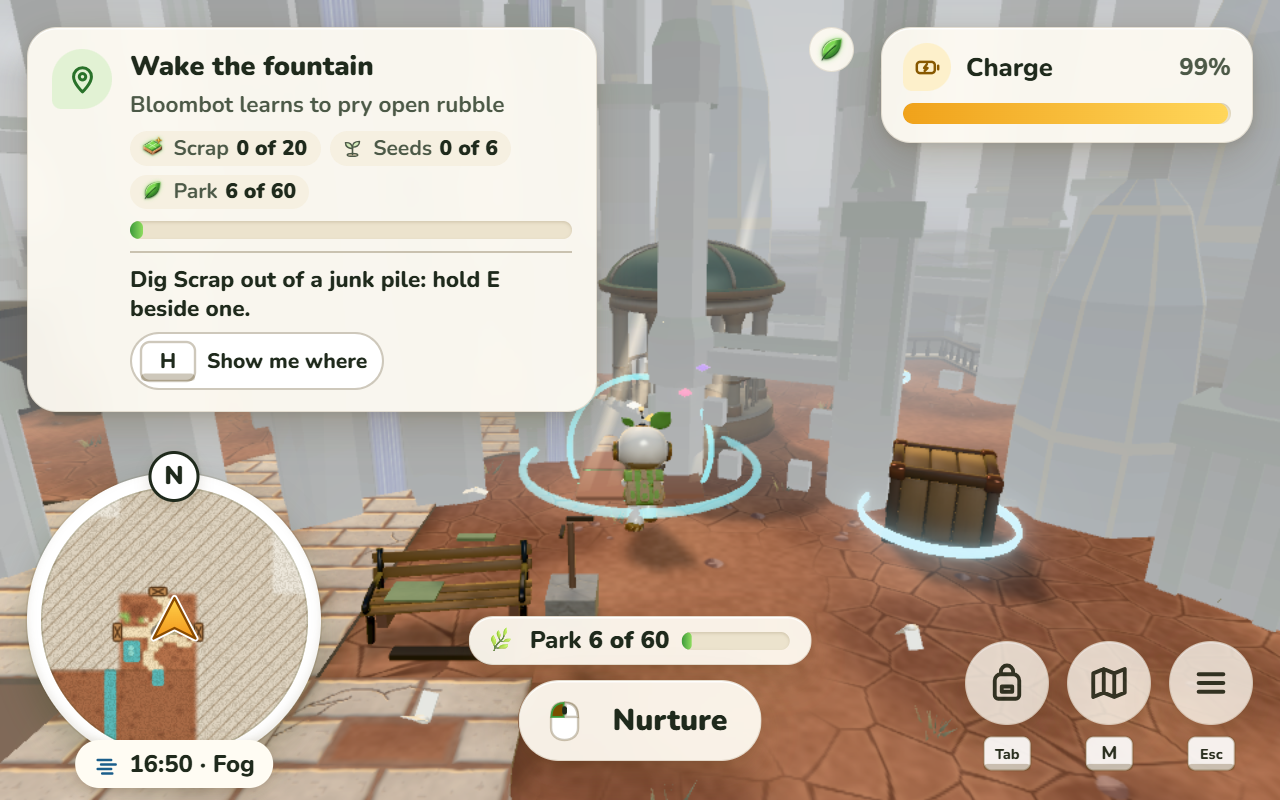 Wake the fountain
Bloombot learns to pry open rubble
Scrap 0 of 20
Seeds 0 of 6
Park 6 of 60
Dig Scrap out of a junk pile: hold E
beside one.
H Show me where
Charge 99%
N
16:50 · Fog
Park 6 of 60
Nurture
Tab
M
Esc